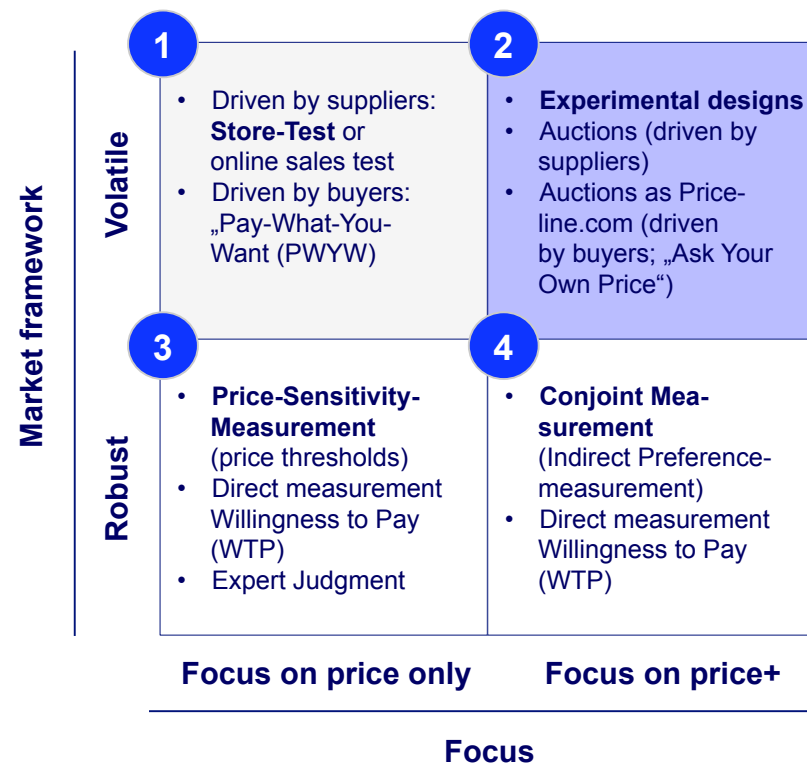 Market framework
Volatile
Robust
1
• Driven by suppliers:
Store-Test or
online sales test
• Driven by buyers:
„Pay-What-You-
Want (PWYW)
2
• Experimental designs
• Auctions (driven by
suppliers)
• Auctions as Price-
line.com (driven
by buyers; „Ask Your
Own Price“)
3
• Price-Sensitivity-
Measurement
(price thresholds)
• Direct measurement
Willingness to Pay
(WTP)
• Expert Judgment
4
• Conjoint Mea-
surement
(Indirect Preference-
measurement)
• Direct measurement
Willingness to Pay
(WTP)
Focus on price only
Focus on price+
Focus